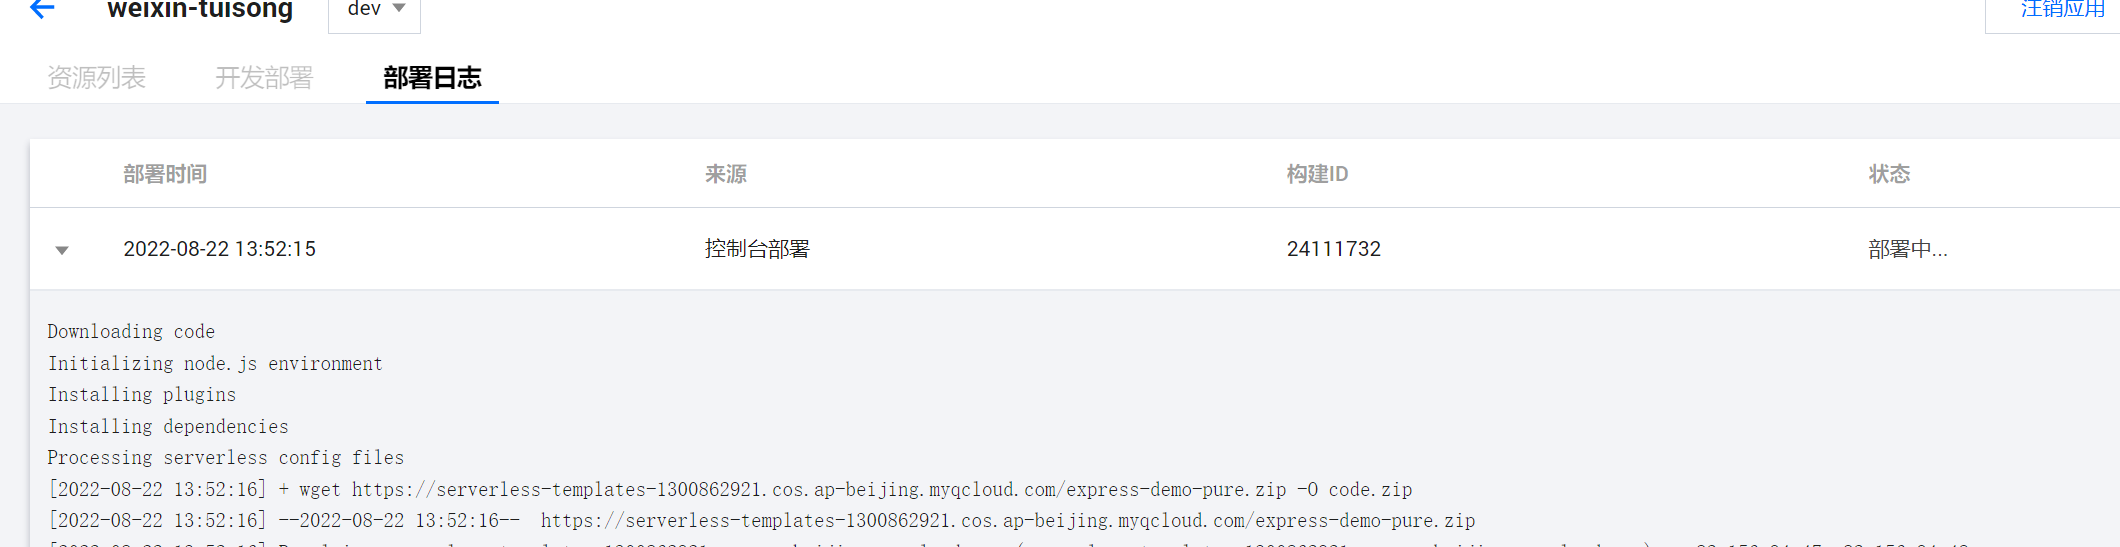 weixin-tuisong
dev
注销应用
资源列表 开发部署 部署日志
部署时间 来源 构建ID 状态
2022-08-22 13:52:15 控制台部署 24111732 部署中...
Downloading code
Initializing node.js environment
Installing plugins
Installing dependencies
Processing serverless config files
[2022-08-22 13:52:16] + wget https://serverless-templates-1300862921.cos.ap-beijing.myqcloud.com/express-demo-pure.zip -O code.zip
[2022-08-22 13:52:16] --2022-08-22 13:52:16-- https://serverless-templates-1300862921.cos.ap-beijing.myqcloud.com/express-demo-pure.zip